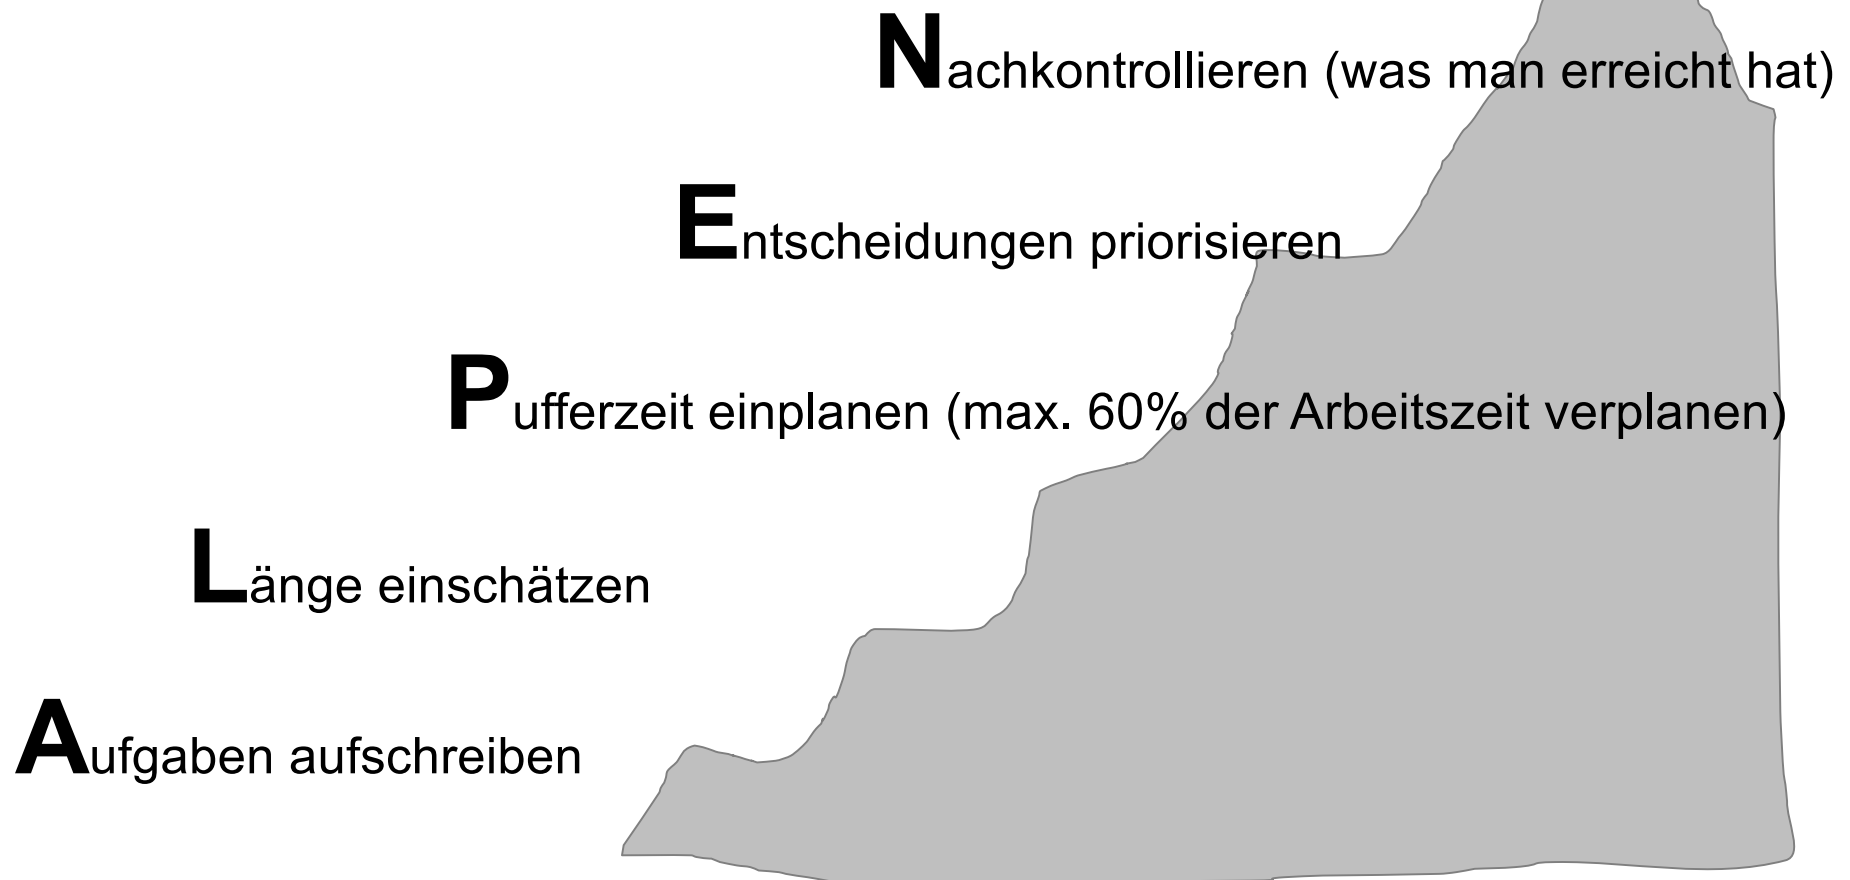 Nachkontrollieren (was man erreicht hat)
Entscheidungen priorisieren
Pufferzeit einplanen (max. 60% der Arbeitszeit verplanen)
Länge einschätzen
Aufgaben aufschreiben